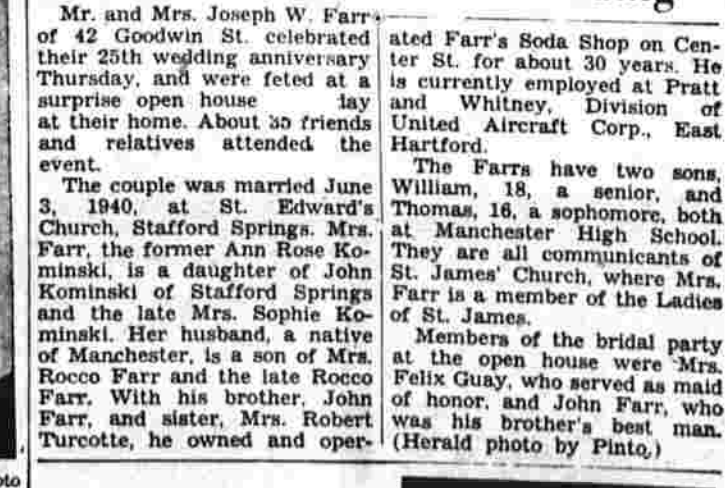 Mr. and Mrs. Joseph W. Farr
of 42 Goodwin St. celebrated
their 25th wedding anniversary
Thursday, and were feted at a
surprise open house lay
at their home. About 35 friends
and relatives attended the
event.
The couple was married June
3, 1940, at St. Edward's
Church, Stafford Springs. Mrs.
Farr, the former Ann Rose Ko-
minski, is a daughter of John
Kominski of Stafford Springs
and the late Mrs. Sophie Ko-
minski. Her husband, a native
of Manchester, is a son of Mrs.
Rocco Farr and the late Rocco
Farr. With his brother, John
Farr, and sister, Mrs. Robert
Turcotte, he owned and oper-
ated Farr's Soda Shop on Cen-
ter St. for about 30 years. He
is currently employed at Pratt
and Whitney, Division of
United Aircraft Corp., East
Hartford.
The Farrs have two sons,
William, 18, a senior, and
Thomas, 16, a sophomore, both
at Manchester High School.
They are all communicants of
St. James' Church, where Mrs.
Farr is a member of the Ladies
of St. James.
Members of the bridal party
at the open house were Mrs.
Felix Guay, who served as maid
of honor, and John Farr, who
was his brother's best man.
(Herald photo by Pinto.)